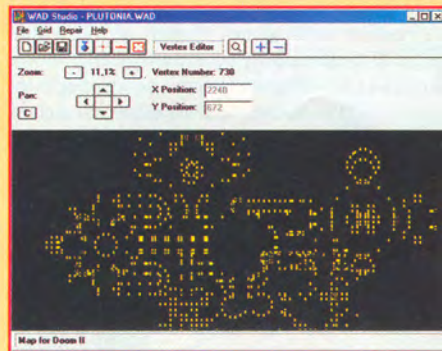 WAD Studio - PLUTONIA.WAD
File Grid Repair Help
Vertex Editor
Zoom: - 11,1% + Vertex Number: 730
Pan: X Position: 2240
C Y Position: 672
Map for Doom II